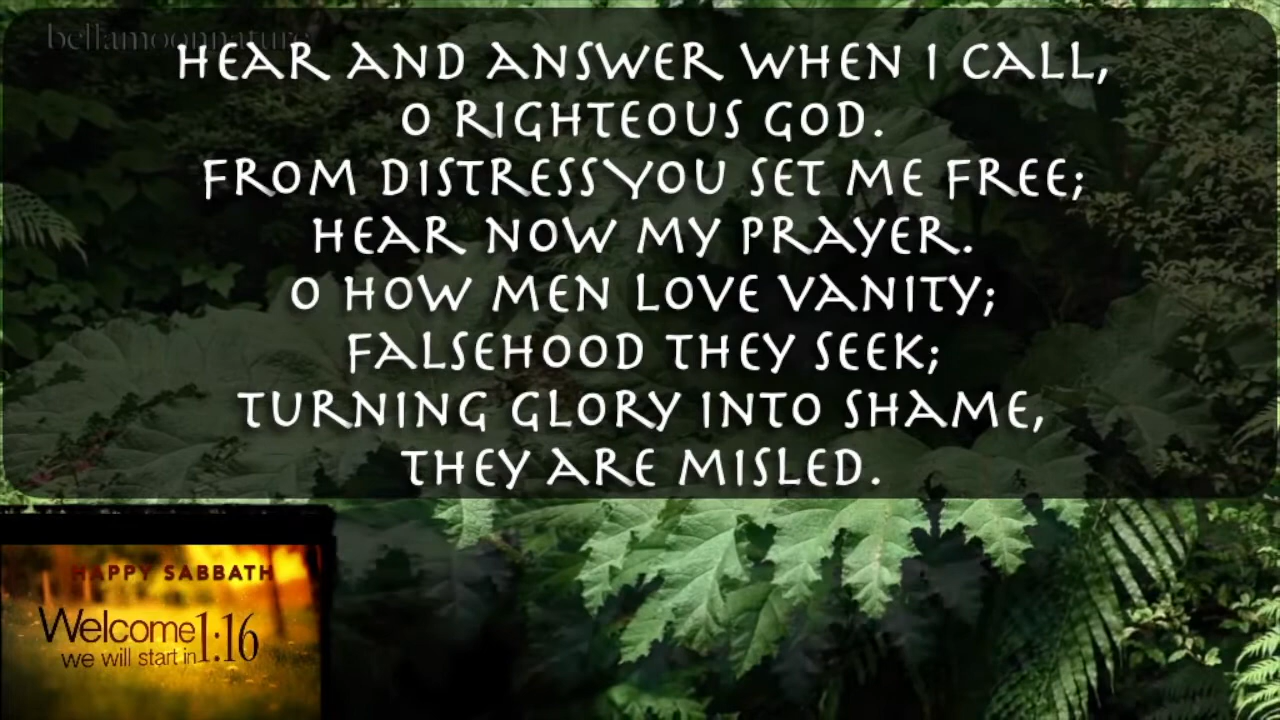 bellamoonnature
HEAR AND ANSWER WHEN I CALL,
O RIGHTEOUS GOD.
FROM DISTRESS YOU SET ME FREE;
HEAR NOW MY PRAYER.
O HOW MEN LOVE VANITY;
FALSEHOOD THEY SEEK;
TURNING GLORY INTO SHAME,
THEY ARE MISLED.
HAPPY SABBATH
Welcome 1:16
we will start in